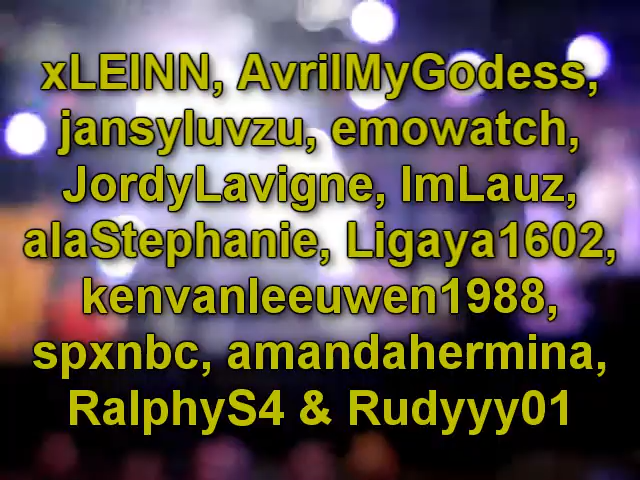 xLEINN, AvrilMyGodess,
jansyluvzu, emowatch,
JordyLavigne, ImLauz,
alaStephanie, Ligaya1602,
kenvanleeuwen1988,
spxnbc, amandahermina,
RalphyS4 & Rudyyy01